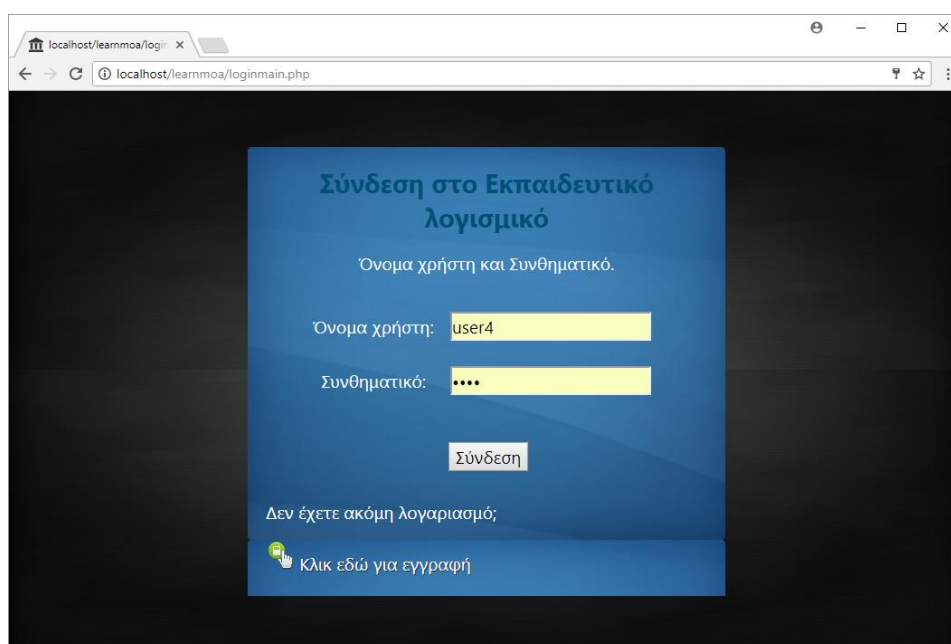 localhost/learnmoa/logir
localhost/learnmoa/loginmain.php
Σύνδεση στο Εκπαιδευτικό
λογισμικό
Όνομα χρήστη και Συνθηματικό.
Όνομα χρήστη: user4
Συνθηματικό: ••••
Σύνδεση
Δεν έχετε ακόμη λογαριασμό;
Κλικ εδώ για εγγραφή